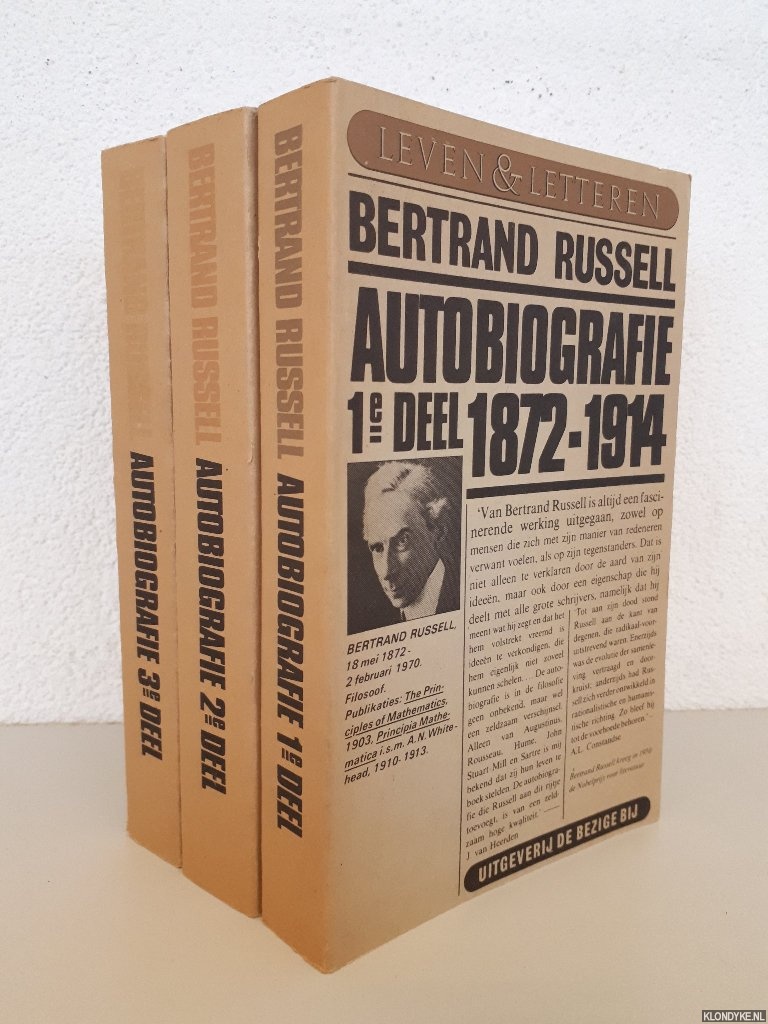 BERTRAND RUSSELL AUTOBIOGRAFIE 3e DEEL
BERTRAND RUSSELL AUTOBIOGRAFIE 2e DEEL
BERTRAND RUSSELL AUTOBIOGRAFIE 1e DEEL
LEVEN & LETTEREN
BERTRAND RUSSELL
AUTOBIOGRAFIE
1e DEEL 1872-1914
BERTRAND RUSSELL,
18 mei 1872 -
2 februari 1970.
Filosoof.
Publikaties: The Prin-
ciples of Mathematics,
1903, Principia Mathe-
matica i.s.m. A.N. White-
head, 1910-1913.
'Van Bertrand Russell is altijd een fasci-
nerende werking uitgegaan, zowel op
mensen die zich met zijn manier van redeneren
verwant voelen, als op zijn tegenstanders. Dat is
niet alleen te verklaren door de aard van zijn
ideeën, maar ook door een eigenschap die hij
deelt met alle grote schrijvers, namelijk dat hij
meent wat hij zegt en dat het
hem volstrekt vreemd is
ideeën te verkondigen, die
hem eigenlijk niet zoveel
kunnen schelen... De auto-
biografie is in de filosofie
geen onbekend, maar wel
een zeldzaam verschijnsel.
Alleen van Augustinus,
Rousseau, Hume, John
Stuart Mill en Sartre is mij
bekend dat zij hun leven te
boek stelden. De autobiogra-
fie die Russell aan dit rijtje
toevoegt, is van een zeld-
zaam hoge kwaliteit.' —
J. van Heerden
'Tot aan zijn dood stond
Russell aan de kant van
degenen, die radikaal-voor-
uitstrevend waren. Enerzijds
was de evolutie der samenle-
ving vertraagd en door-
kruist; anderzijds had Rus-
sell zich verder ontwikkeld in
rationalistische en humanis-
tische richting. Zo bleef hij
tot de voorhoede behoren.' -
A.L. Constandse
Bertrand Russell kreeg in 1950
de Nobelprijs voor literatuur
UITGEVERIJ DE BEZIGE BIJ
KLONDYKE.NL